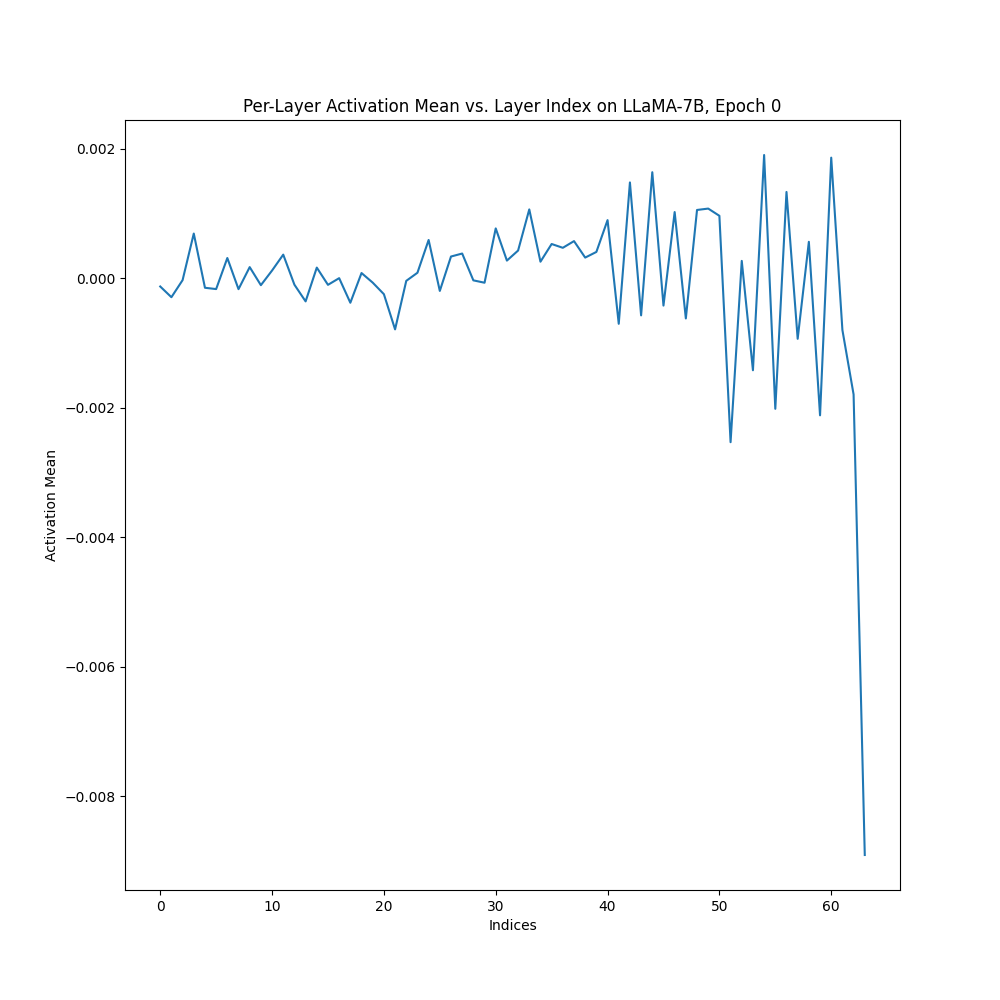 Per-Layer Activation Mean vs. Layer Index on LLaMA-7B, Epoch 0
0.002
0.000
−0.002
−0.004
−0.006
−0.008
Activation Mean
0 10 20 30 40 50 60
Indices